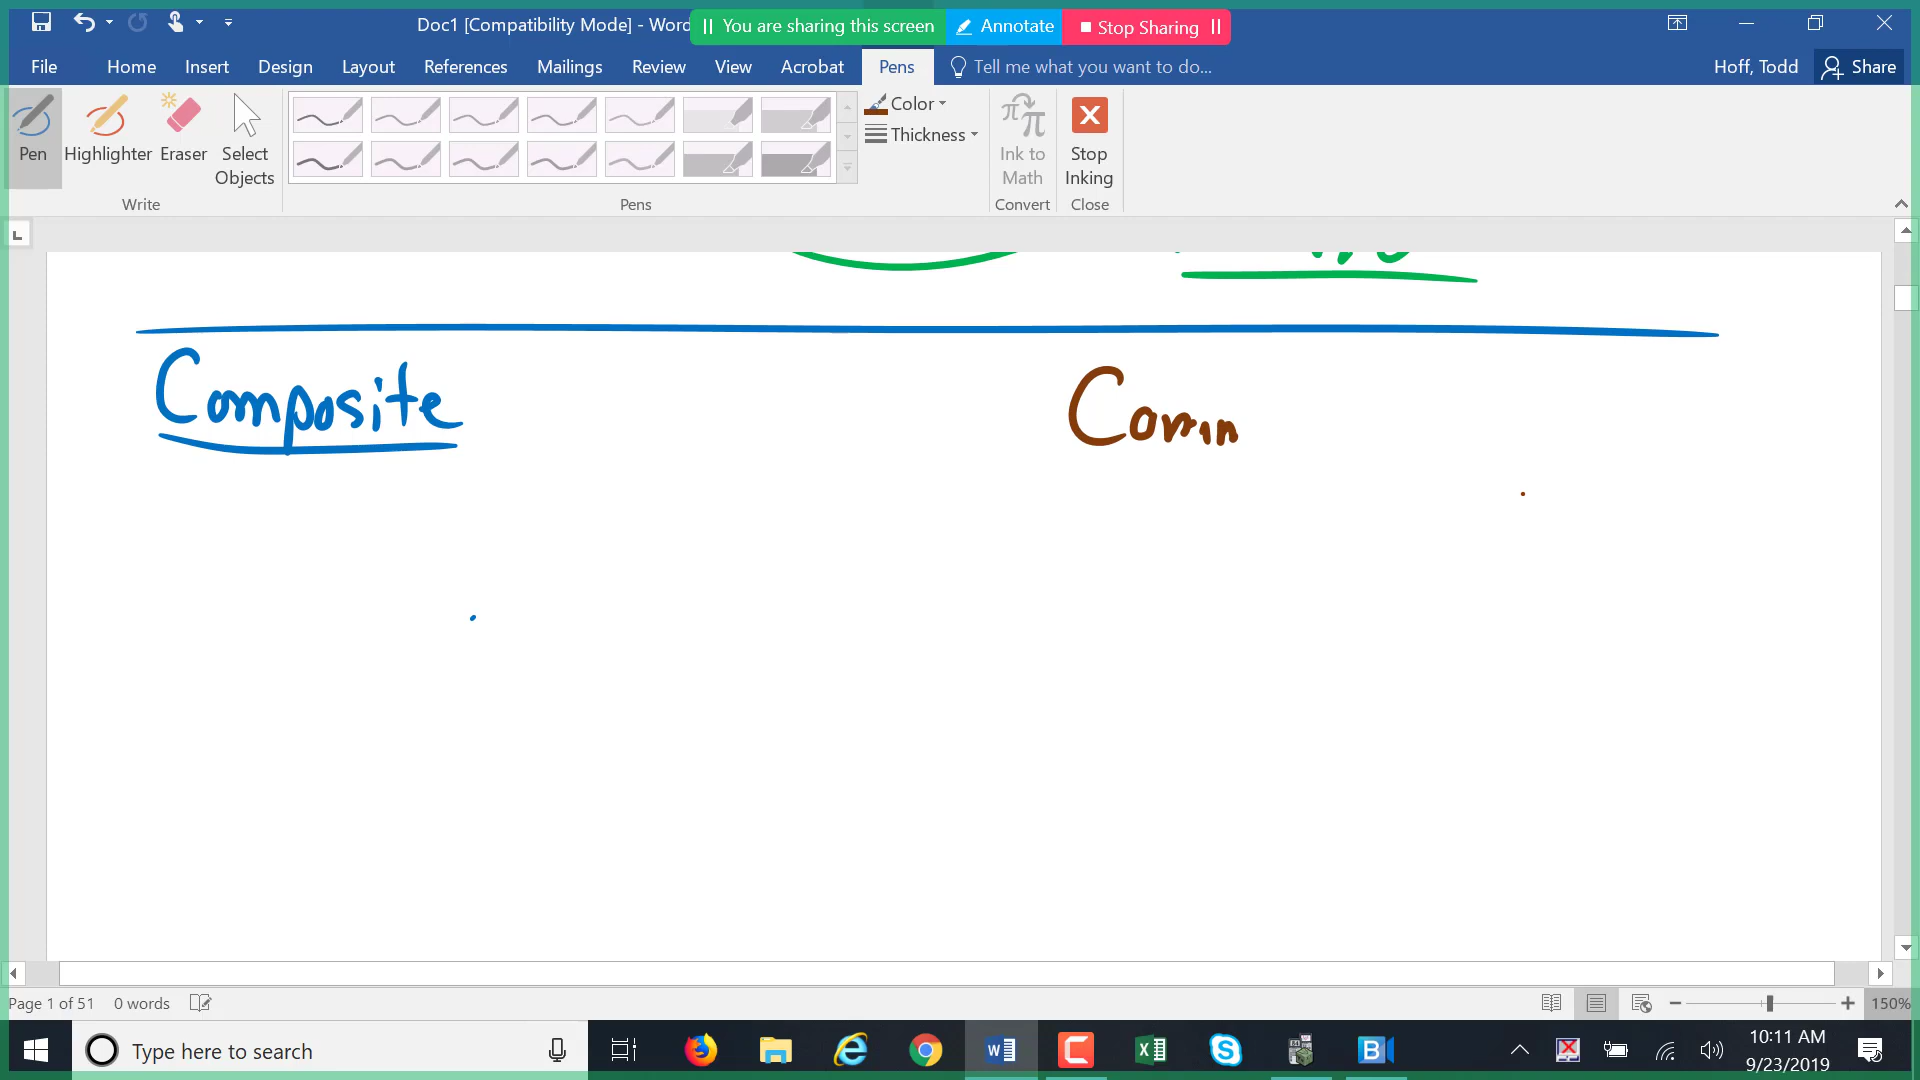 Doc1 [Compatibility Mode] - Word
You are sharing this screen
Annotate
Stop Sharing
File Home Insert Design Layout References Mailings Review View Acrobat Pens Tell me what you want to do... Hoff, Todd Share
Pen Highlighter Eraser Select Objects
Color
Thickness
Ink to Math
Stop Inking
Write Pens Convert Close
Composite
Comm
Page 1 of 51 0 words 150%
Type here to search
10:11 AM
9/23/2019